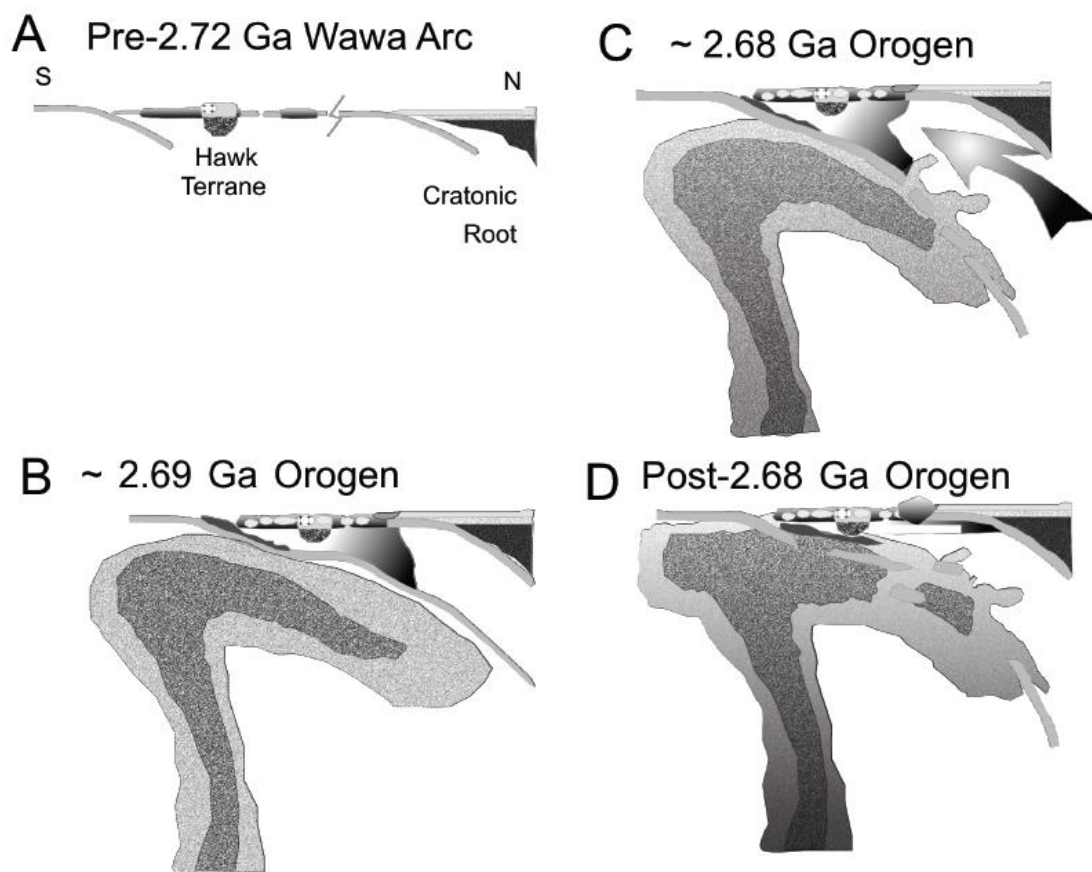 A Pre-2.72 Ga Wawa Arc
S
N
Hawk
Terrane
Cratonic
Root
B ~ 2.69 Ga Orogen
C ~ 2.68 Ga Orogen
D Post-2.68 Ga Orogen